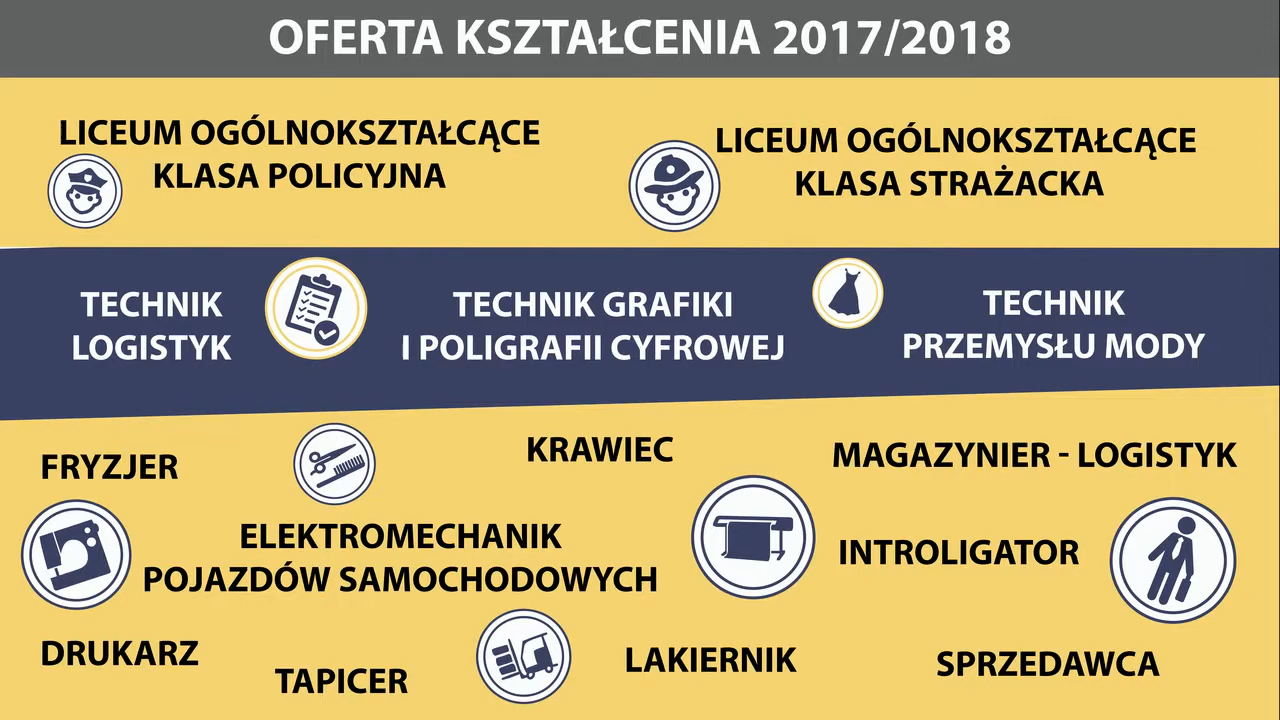 OFERTA KSZTAŁCENIA 2017/2018
LICEUM OGÓLNOKSZTAŁCĄCE
KLASA POLICYJNA
LICEUM OGÓLNOKSZTAŁCĄCE
KLASA STRAŻACKA
TECHNIK
LOGISTYK
TECHNIK GRAFIKI
I POLIGRAFII CYFROWEJ
TECHNIK
PRZEMYSŁU MODY
FRYZJER
KRAWIEC
MAGAZYNIER - LOGISTYK
ELEKTROMECHANIK
POJAZDÓW SAMOCHODOWYCH
INTROLIGATOR
DRUKARZ
TAPICER
LAKIERNIK
SPRZEDAWCA